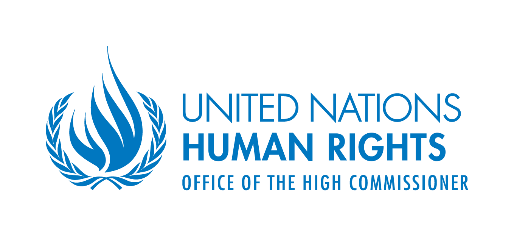 UNITED NATIONS
HUMAN RIGHTS
OFFICE OF THE HIGH COMMISSIONER